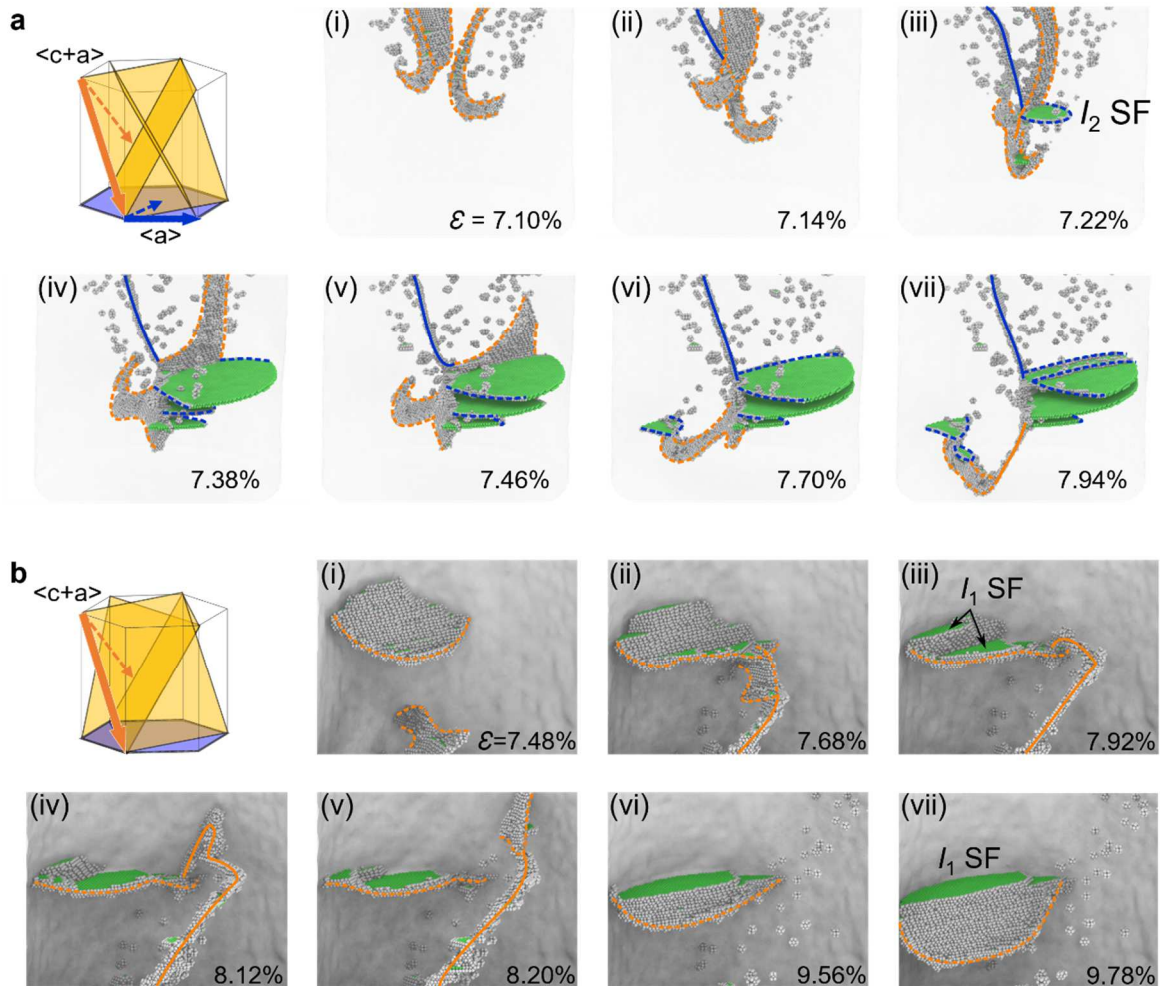 a
<c+a>
<a>
(i)
ε = 7.10%
(ii)
7.14%
(iii)
I₂ SF
7.22%
(iv)
7.38%
(v)
7.46%
(vi)
7.70%
(vii)
7.94%
b
<c+a>
(i)
ε=7.48%
(ii)
7.68%
(iii)
I₁ SF
7.92%
(iv)
8.12%
(v)
8.20%
(vi)
9.56%
(vii)
I₁ SF
9.78%